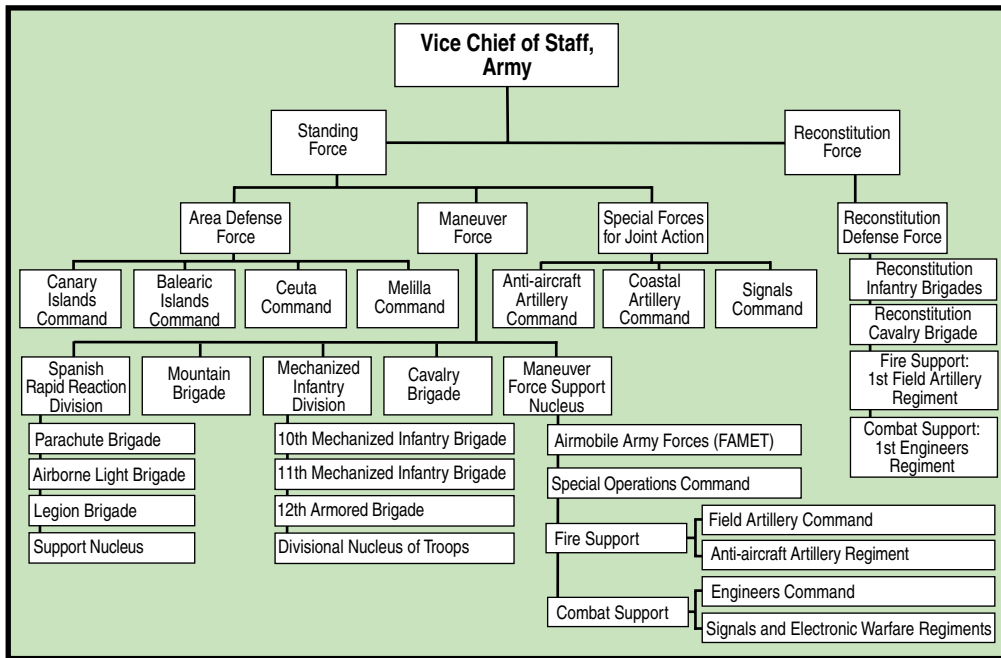 Vice Chief of Staff,
Army
Standing
Force
Reconstitution
Force
Area Defense
Force
Maneuver
Force
Special Forces
for Joint Action
Reconstitution
Defense Force
Canary
Islands
Command
Balearic
Islands
Command
Ceuta
Command
Melilla
Command
Anti-aircraft
Artillery
Command
Coastal
Artillery
Command
Signals
Command
Reconstitution
Infantry Brigades
Reconstitution
Cavalry Brigade
Fire Support:
1st Field Artillery
Regiment
Combat Support:
1st Engineers
Regiment
Spanish
Rapid Reaction
Division
Mountain
Brigade
Mechanized
Infantry
Division
Cavalry
Brigade
Maneuver
Force Support
Nucleus
Parachute Brigade
Airborne Light Brigade
Legion Brigade
Support Nucleus
10th Mechanized Infantry Brigade
11th Mechanized Infantry Brigade
12th Armored Brigade
Divisional Nucleus of Troops
Airmobile Army Forces (FAMET)
Special Operations Command
Fire Support
Field Artillery Command
Anti-aircraft Artillery Regiment
Combat Support
Engineers Command
Signals and Electronic Warfare Regiments